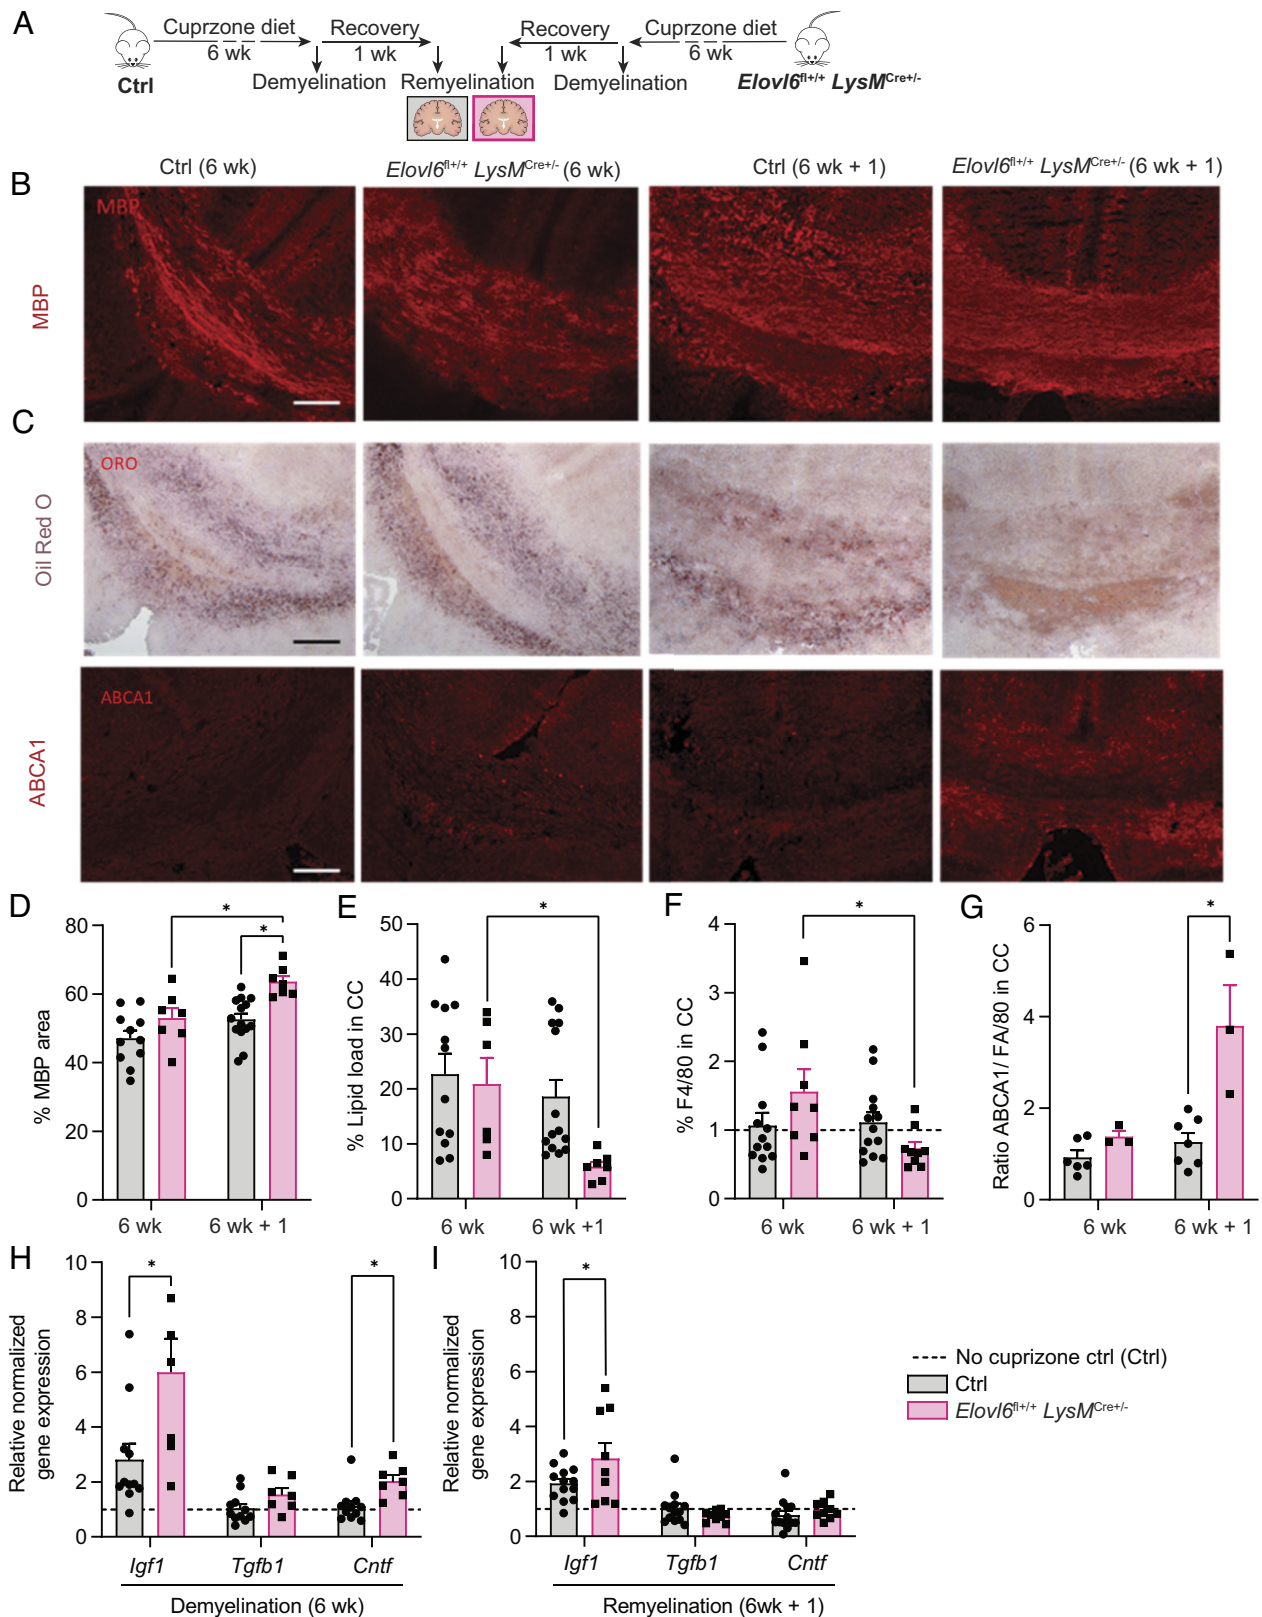 A
Cuprzone diet
6 wk
Recovery
1 wk
Recovery
1 wk
Cuprzone diet
6 wk
Ctrl
Demyelination
Remyelination
Demyelination
Elovl6fl+/+ LysMCre+/-
B
Ctrl (6 wk)
Elovl6fl+/+ LysMCre+/- (6 wk)
Ctrl (6 wk + 1)
Elovl6fl+/+ LysMCre+/- (6 wk + 1)
MBP
MBP
C
Oil Red O
ORO
ABCA1
ABCA1
D
% MBP area
80
60
40
20
0
*
*
6 wk
6 wk + 1
E
% Lipid load in CC
50
40
30
20
10
0
*
6 wk
6 wk +1
F
% F4/80 in CC
4
3
2
1
0
*
6 wk
6 wk + 1
G
Ratio ABCA1/ FA/80 in CC
6
4
2
0
*
6 wk
6 wk + 1
H
Relative normalized
gene expression
10
8
6
4
2
0
*
*
Igf1
Tgfb1
Cntf
Demyelination (6 wk)
I
Relative normalized
gene expression
10
8
6
4
2
0
*
Igf1
Tgfb1
Cntf
Remyelination (6wk + 1)
No cuprizone ctrl (Ctrl)
Ctrl
Elovl6fl+/+ LysMCre+/-